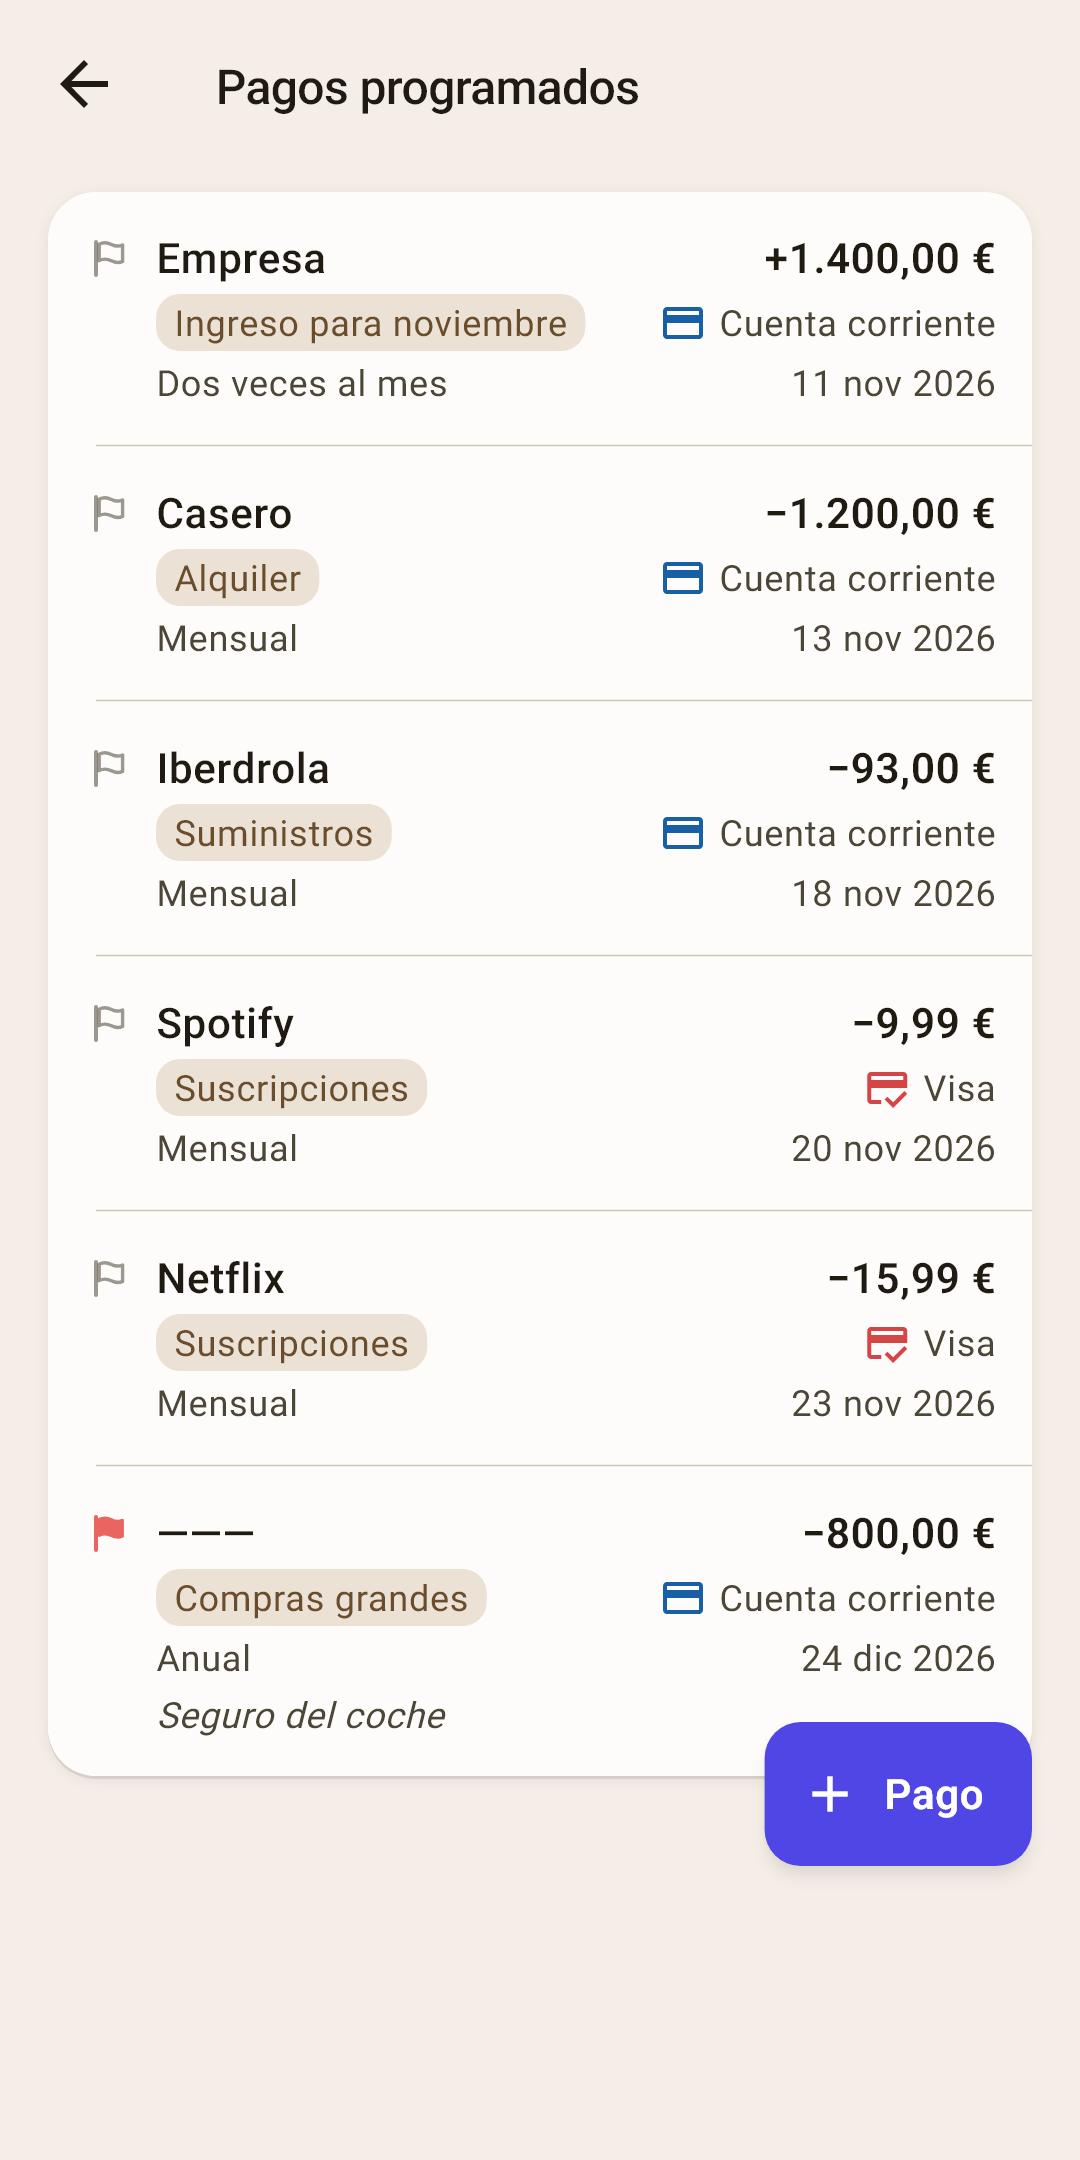 Pagos programados
Empresa +1.400,00 €
Ingreso para noviembre Cuenta corriente
Dos veces al mes 11 nov 2026
Casero −1.200,00 €
Alquiler Cuenta corriente
Mensual 13 nov 2026
Iberdrola −93,00 €
Suministros Cuenta corriente
Mensual 18 nov 2026
Spotify −9,99 €
Suscripciones Visa
Mensual 20 nov 2026
Netflix −15,99 €
Suscripciones Visa
Mensual 23 nov 2026
——— −800,00 €
Compras grandes Cuenta corriente
Anual 24 dic 2026
Seguro del coche
+ Pago